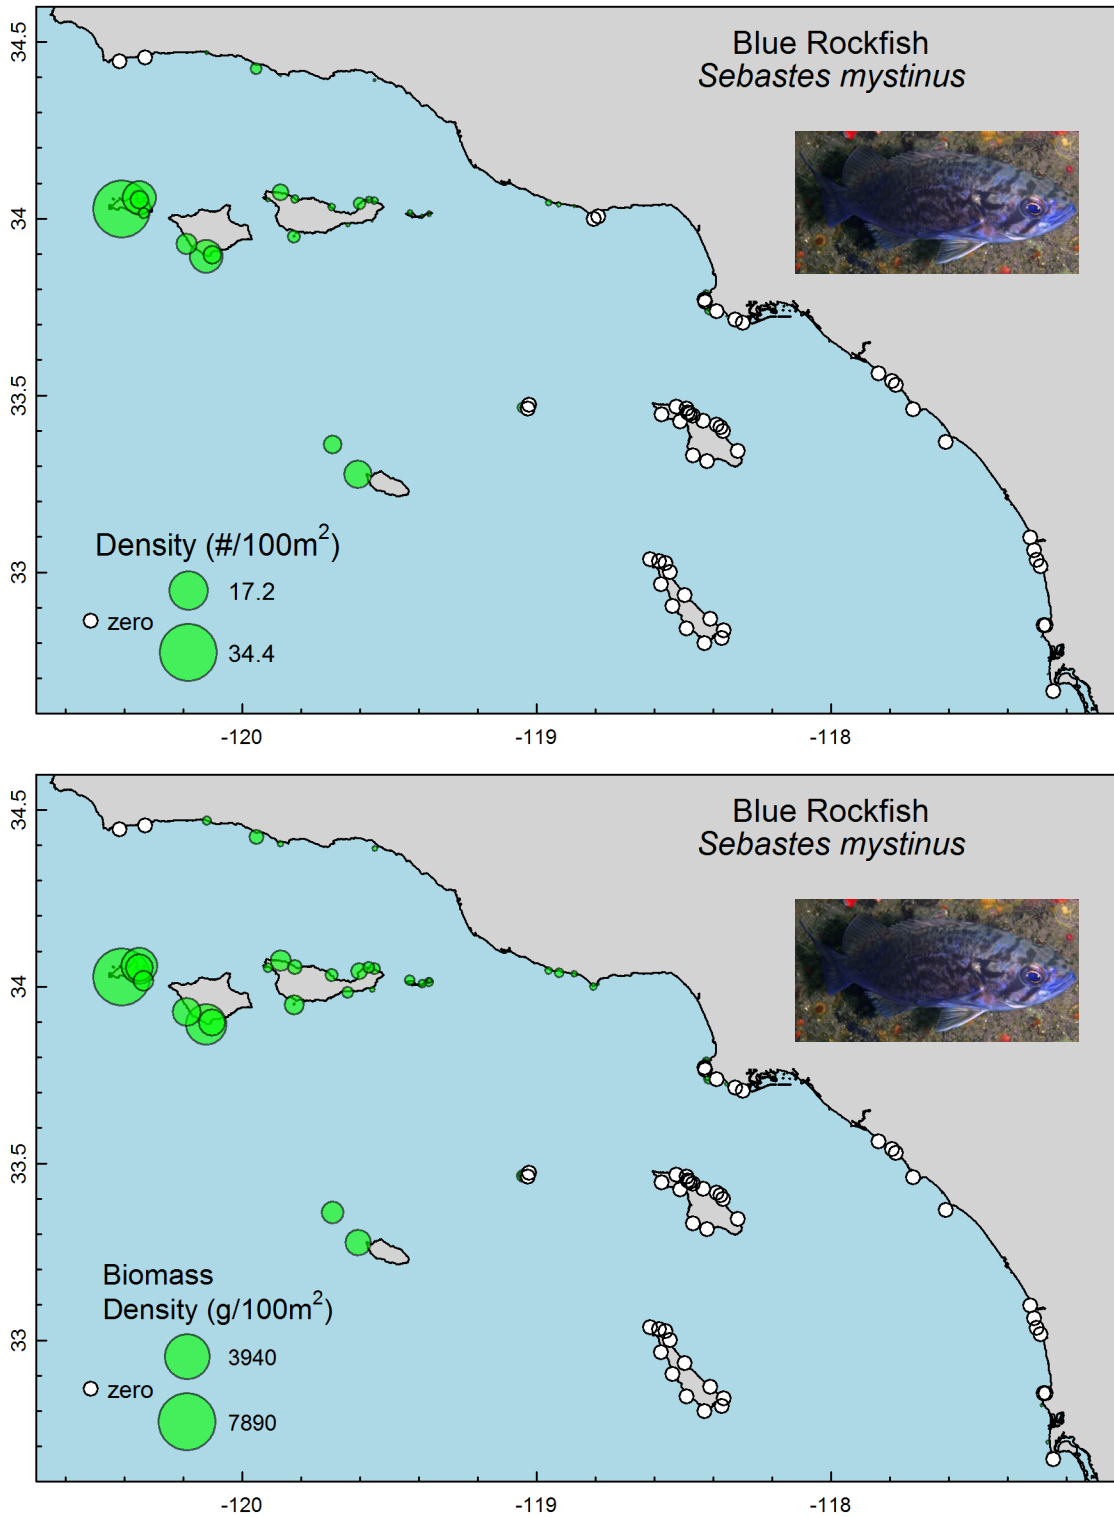 Blue Rockfish
Sebastes mystinus
34.5
34
33.5
33
Density (#/100m²)
17.2
zero
34.4
-120
-119
-118
Blue Rockfish
Sebastes mystinus
34.5
34
33.5
33
Biomass
Density (g/100m²)
3940
zero
7890
-120
-119
-118